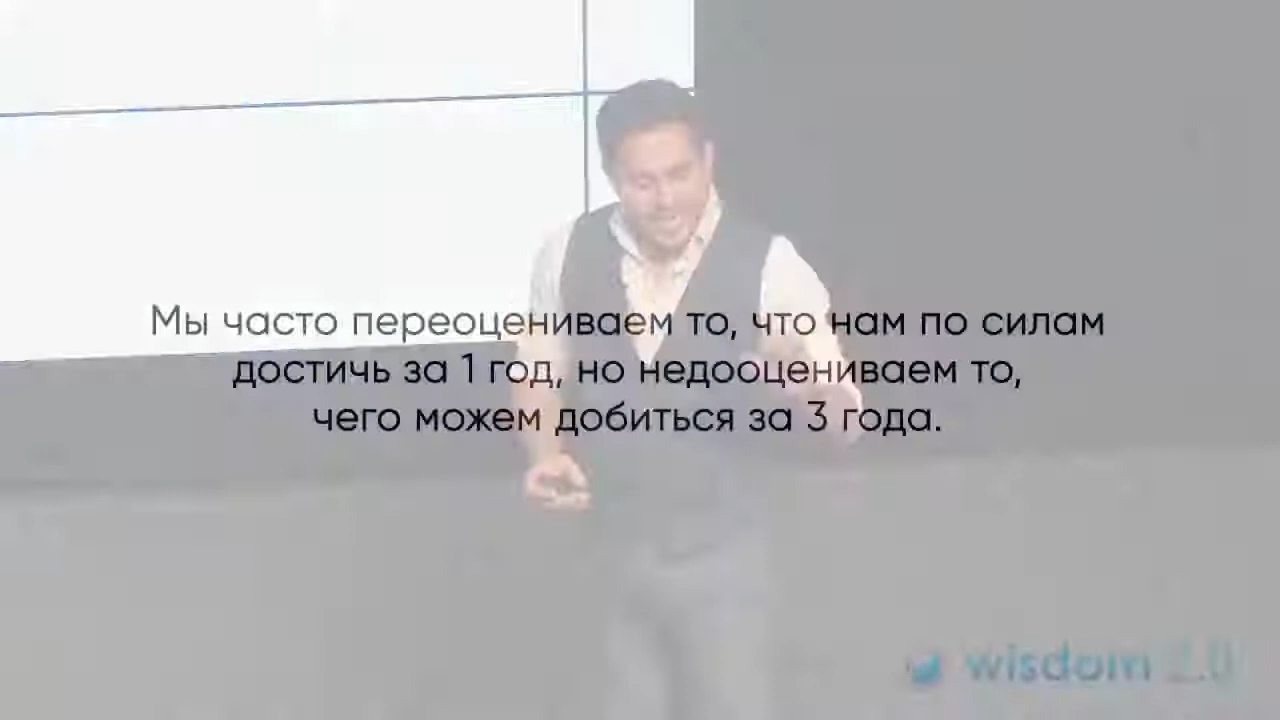 Мы часто переоцениваем то, что нам по силам
достичь за 1 год, но недооцениваем то,
чего можем добиться за 3 года.
wisdom 2.0